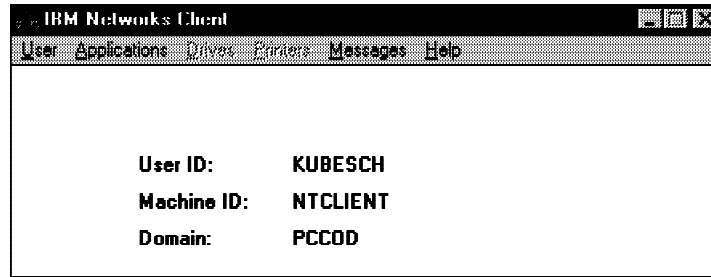 IBM Networks Client
User Applications Drives Printers Messages Help
User ID: KUBESCH
Machine ID: NTCLIENT
Domain: PCCOD